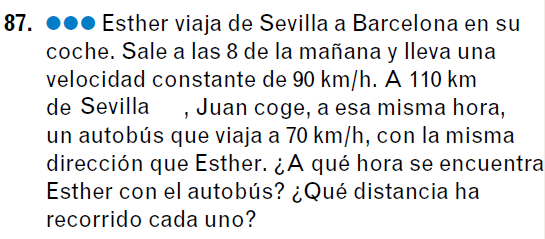 87. ●●● Esther viaja de Sevilla a Barcelona en su
coche. Sale a las 8 de la mañana y lleva una
velocidad constante de 90 km/h. A 110 km
de Sevilla , Juan coge, a esa misma hora,
un autobús que viaja a 70 km/h, con la misma
dirección que Esther. ¿A qué hora se encuentra
Esther con el autobús? ¿Qué distancia ha
recorrido cada uno?